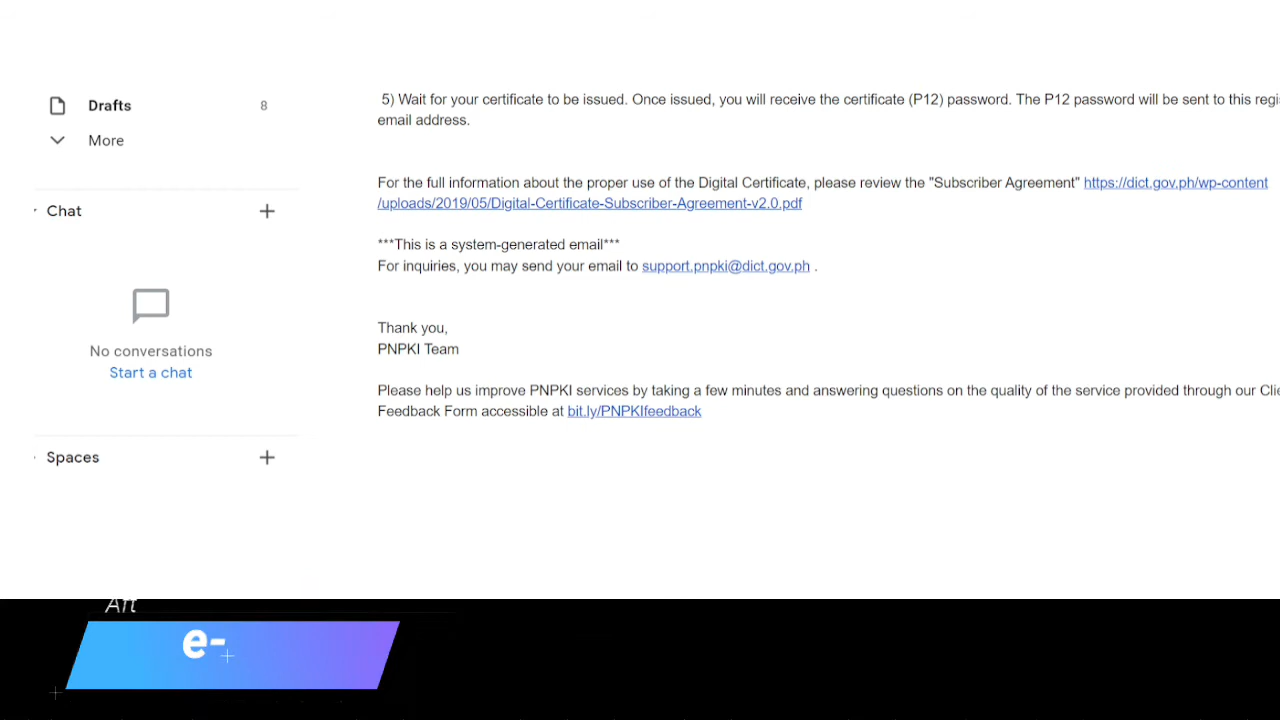 Drafts 8
More
Chat
No conversations
Start a chat
Spaces
5) Wait for your certificate to be issued. Once issued, you will receive the certificate (P12) password. The P12 password will be sent to this regi
email address.
For the full information about the proper use of the Digital Certificate, please review the "Subscriber Agreement" https://dict.gov.ph/wp-content
/uploads/2019/05/Digital-Certificate-Subscriber-Agreement-v2.0.pdf
***This is a system-generated email***
For inquiries, you may send your email to support.pnpki@dict.gov.ph .
Thank you,
PNPKI Team
Please help us improve PNPKI services by taking a few minutes and answering questions on the quality of the service provided through our Clie
Feedback Form accessible at bit.ly/PNPKIfeedback
Aft
e-